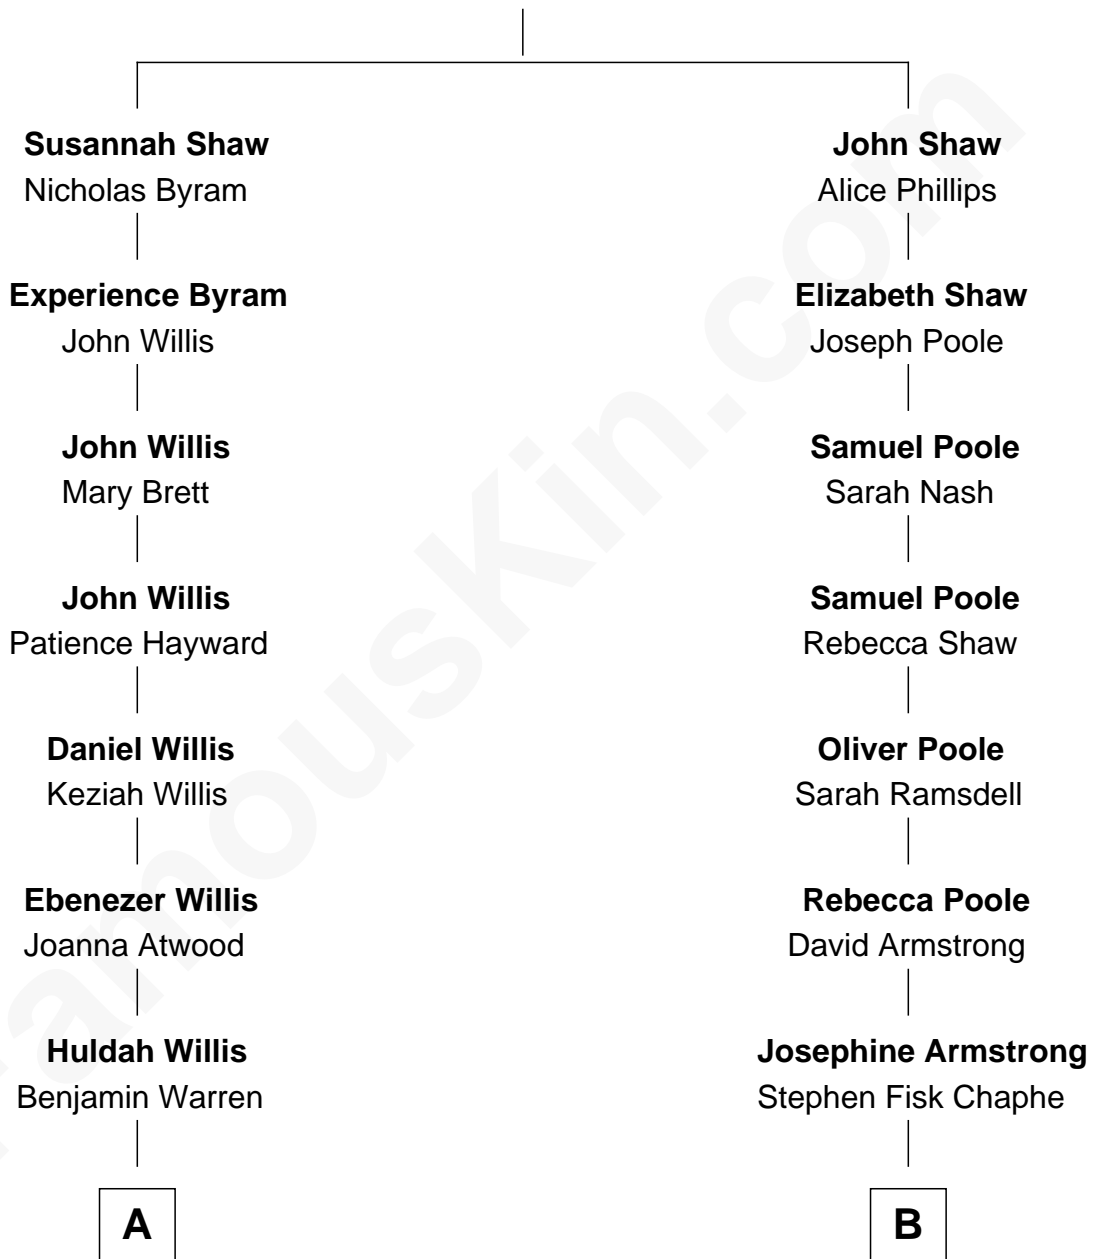 Susannah Shaw
Nicholas Byram
Experience Byram
John Willis
John Willis
Mary Brett
John Willis
Patience Hayward
Daniel Willis
Keziah Willis
Ebenezer Willis
Joanna Atwood
Huldah Willis
Benjamin Warren
A
John Shaw
Alice Phillips
Elizabeth Shaw
Joseph Poole
Samuel Poole
Sarah Nash
Samuel Poole
Rebecca Shaw
Oliver Poole
Sarah Ramsdell
Rebecca Poole
David Armstrong
Josephine Armstrong
Stephen Fisk Chaphe
B
FamousKin.com